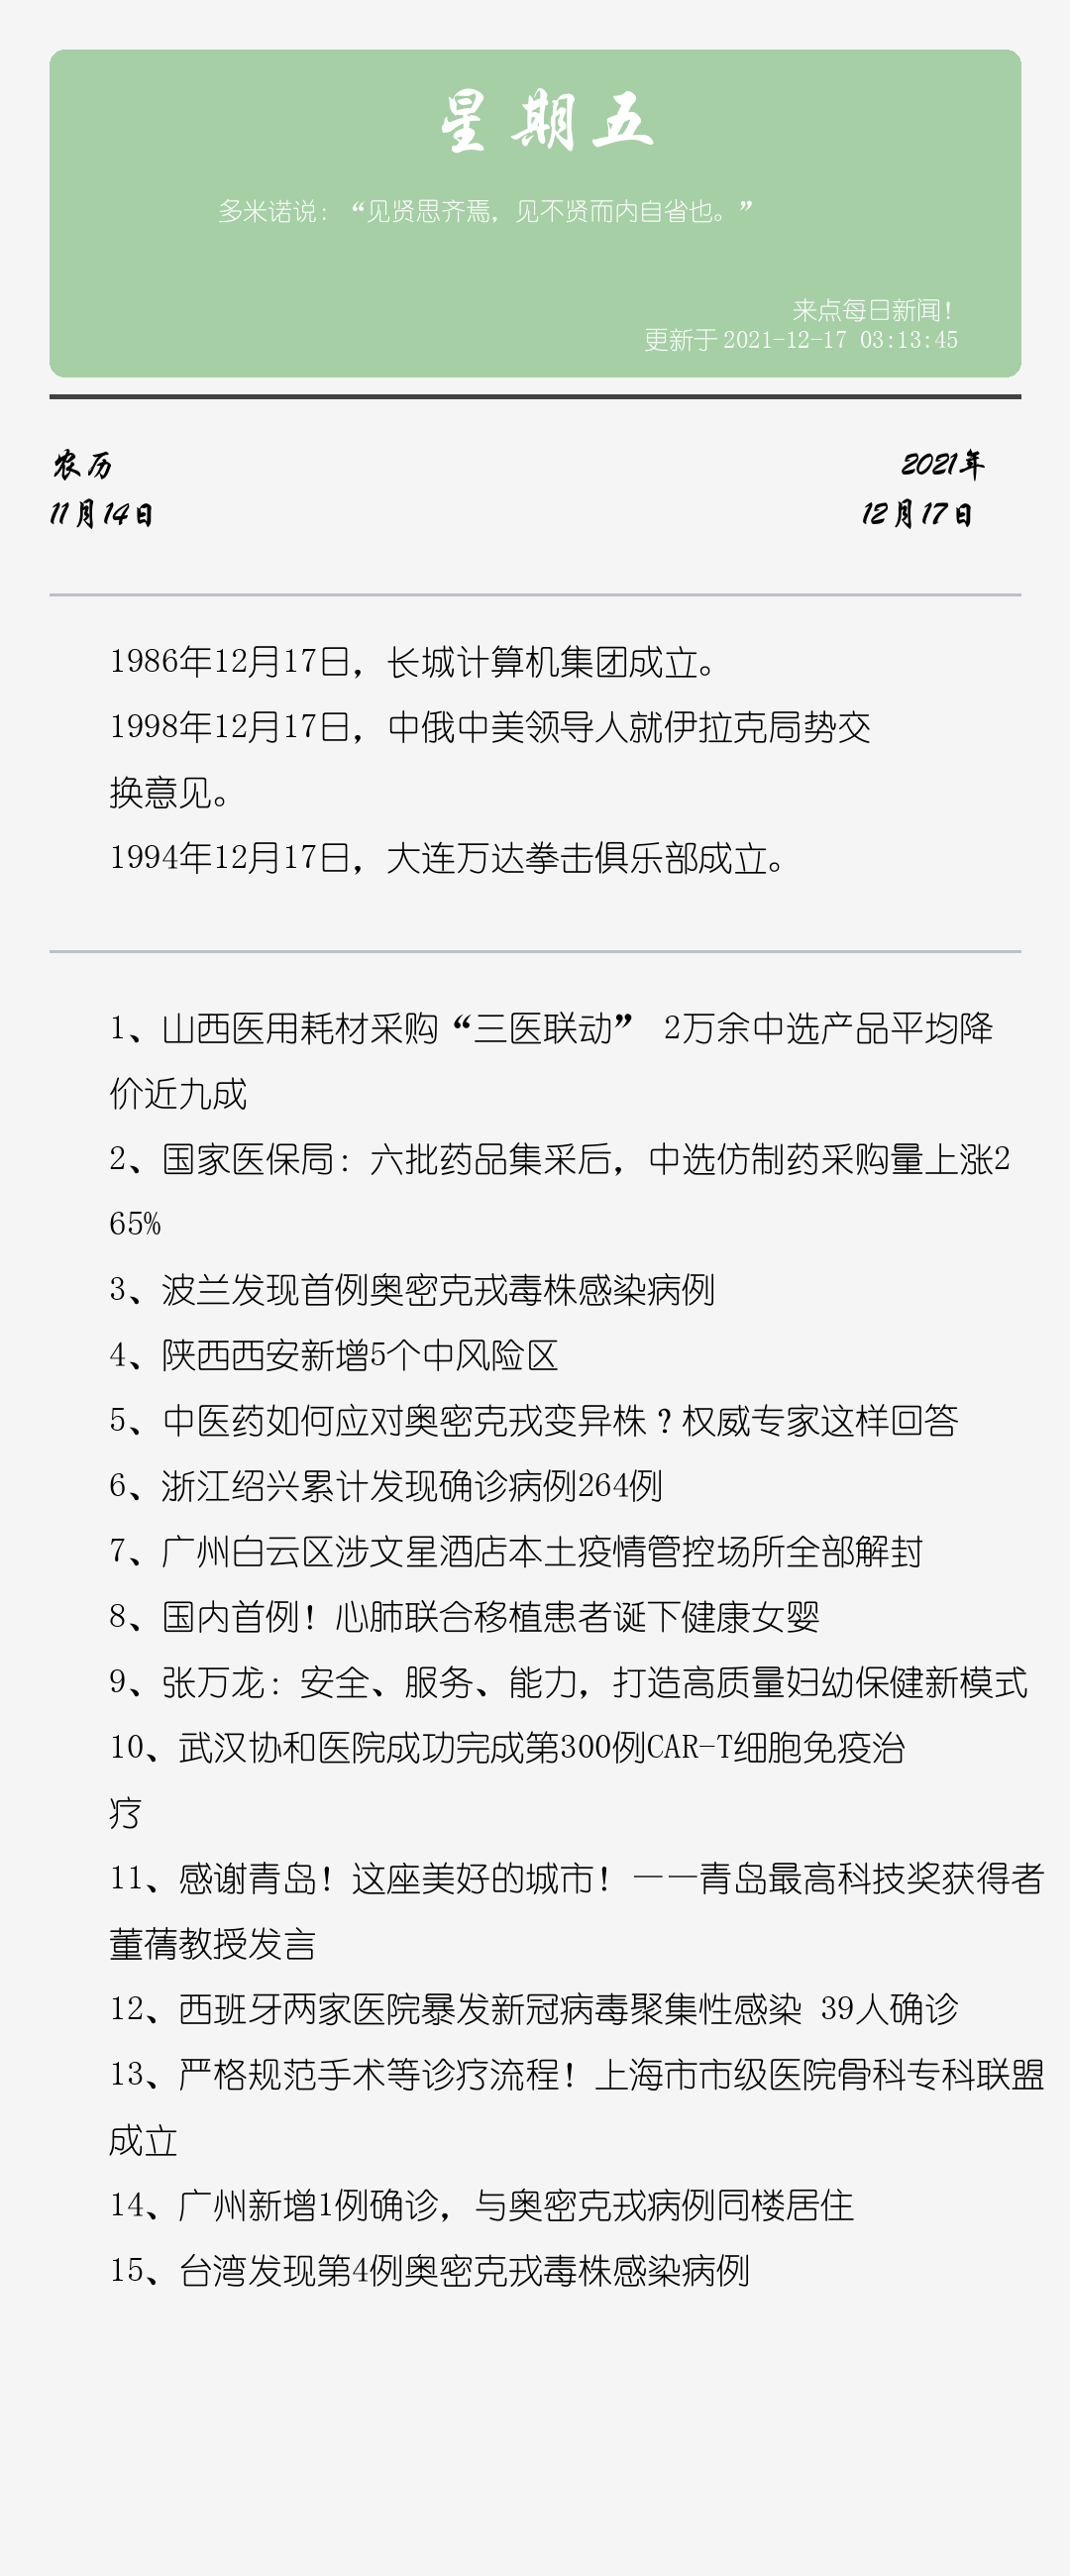 星期五
多米诺说：“见贤思齐焉，见不贤而内自省也。”
来点每日新闻！
更新于 2021-12-17 03:13:45
农历
2021年
11月14日
12月17日
1986年12月17日，长城计算机集团成立。
1998年12月17日，中俄中美领导人就伊拉克局势交
换意见。
1994年12月17日，大连万达拳击俱乐部成立。
1、山西医用耗材采购“三医联动” 2万余中选产品平均降
价近九成
2、国家医保局：六批药品集采后，中选仿制药采购量上涨2
65%
3、波兰发现首例奥密克戎毒株感染病例
4、陕西西安新增5个中风险区
5、中医药如何应对奥密克戎变异株？权威专家这样回答
6、浙江绍兴累计发现确诊病例264例
7、广州白云区涉文星酒店本土疫情管控场所全部解封
8、国内首例！心肺联合移植患者诞下健康女婴
9、张万龙：安全、服务、能力，打造高质量妇幼保健新模式
10、武汉协和医院成功完成第300例CAR-T细胞免疫治
疗
11、感谢青岛！这座美好的城市！——青岛最高科技奖获得者
董蒨教授发言
12、西班牙两家医院暴发新冠病毒聚集性感染 39人确诊
13、严格规范手术等诊疗流程！上海市市级医院骨科专科联盟
成立
14、广州新增1例确诊，与奥密克戎病例同楼居住
15、台湾发现第4例奥密克戎毒株感染病例